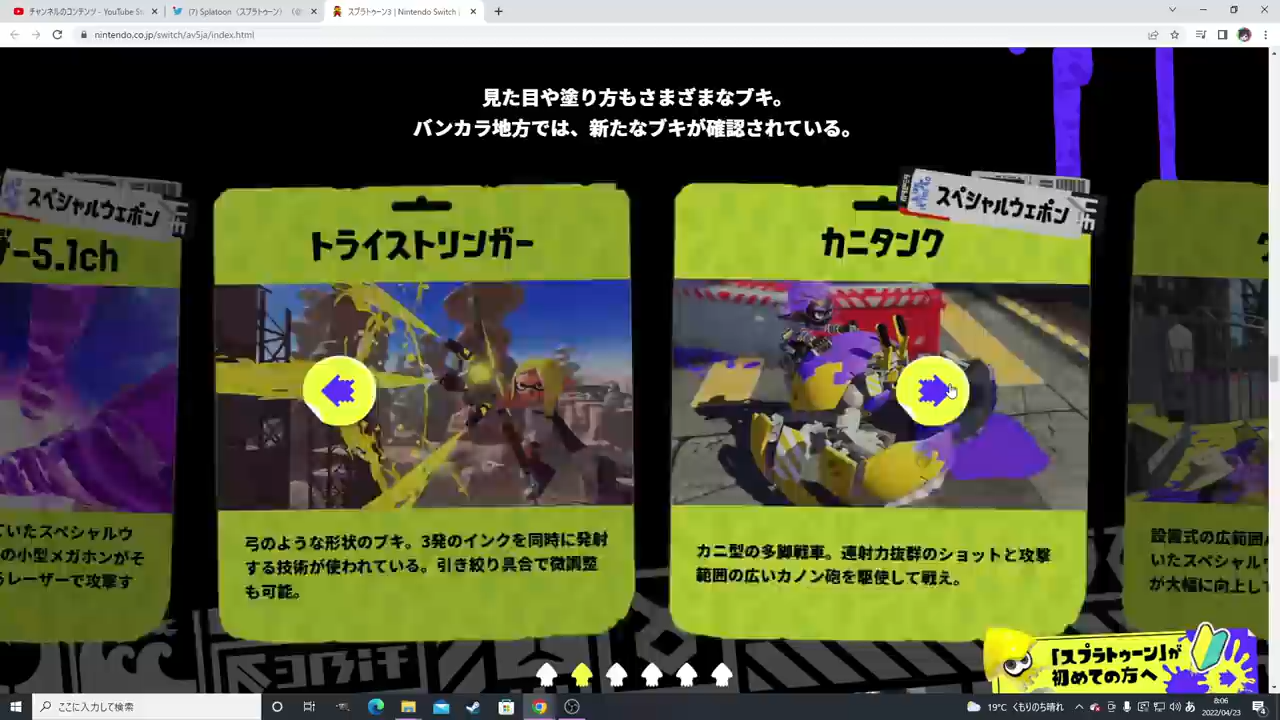 チャンネルのコンテンツ - YouTube St
(7) Splatoon（スプラトゥーン）（@
スプラトゥーン3 | Nintendo Switch |
nintendo.co.jp/switch/av5ja/index.html
見た目や塗り方もさまざまなブキ。
バンカラ地方では、新たなブキが確認されている。
スペシャルウェポン
ー5.1ch
ていたスペシャルウ
の小型メガホンがそ
レーザーで攻撃す
トライストリンガー
弓のような形状のブキ。3発のインクを同時に発射
する技術が使われている。引き絞り具合で微調整
も可能。
スペシャルウェポン
カニタンク
カニ型の多脚戦車。連射力抜群のショットと攻撃
範囲の広いカノン砲を駆使して戦え。
設置式の広範囲
いたスペシャル
が大幅に向上して
「スプラトゥーン」が
初めての方へ
ここに入力して検索
19°C くもりのち晴れ
あ
8:06
2022/04/23